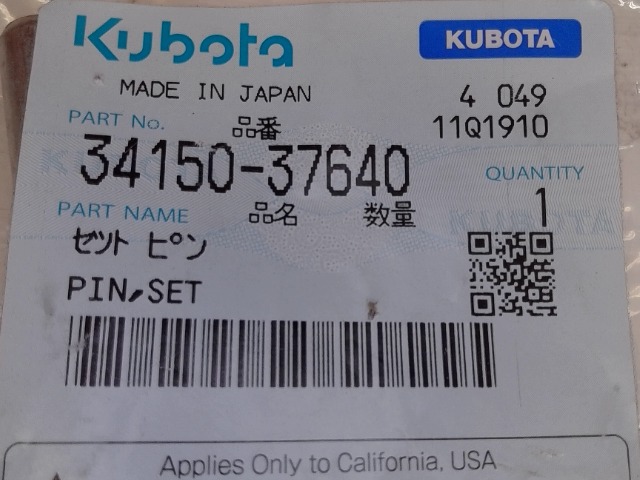 Kubota KUBOTA
MADE IN JAPAN 4 049
PART No. 品番 11Q1910
34150-37640 QUANTITY
PART NAME 品名 数量 1
ｾﾞｯﾄ ﾋﾟﾝ
PIN,SET
Applies Only to California, USA